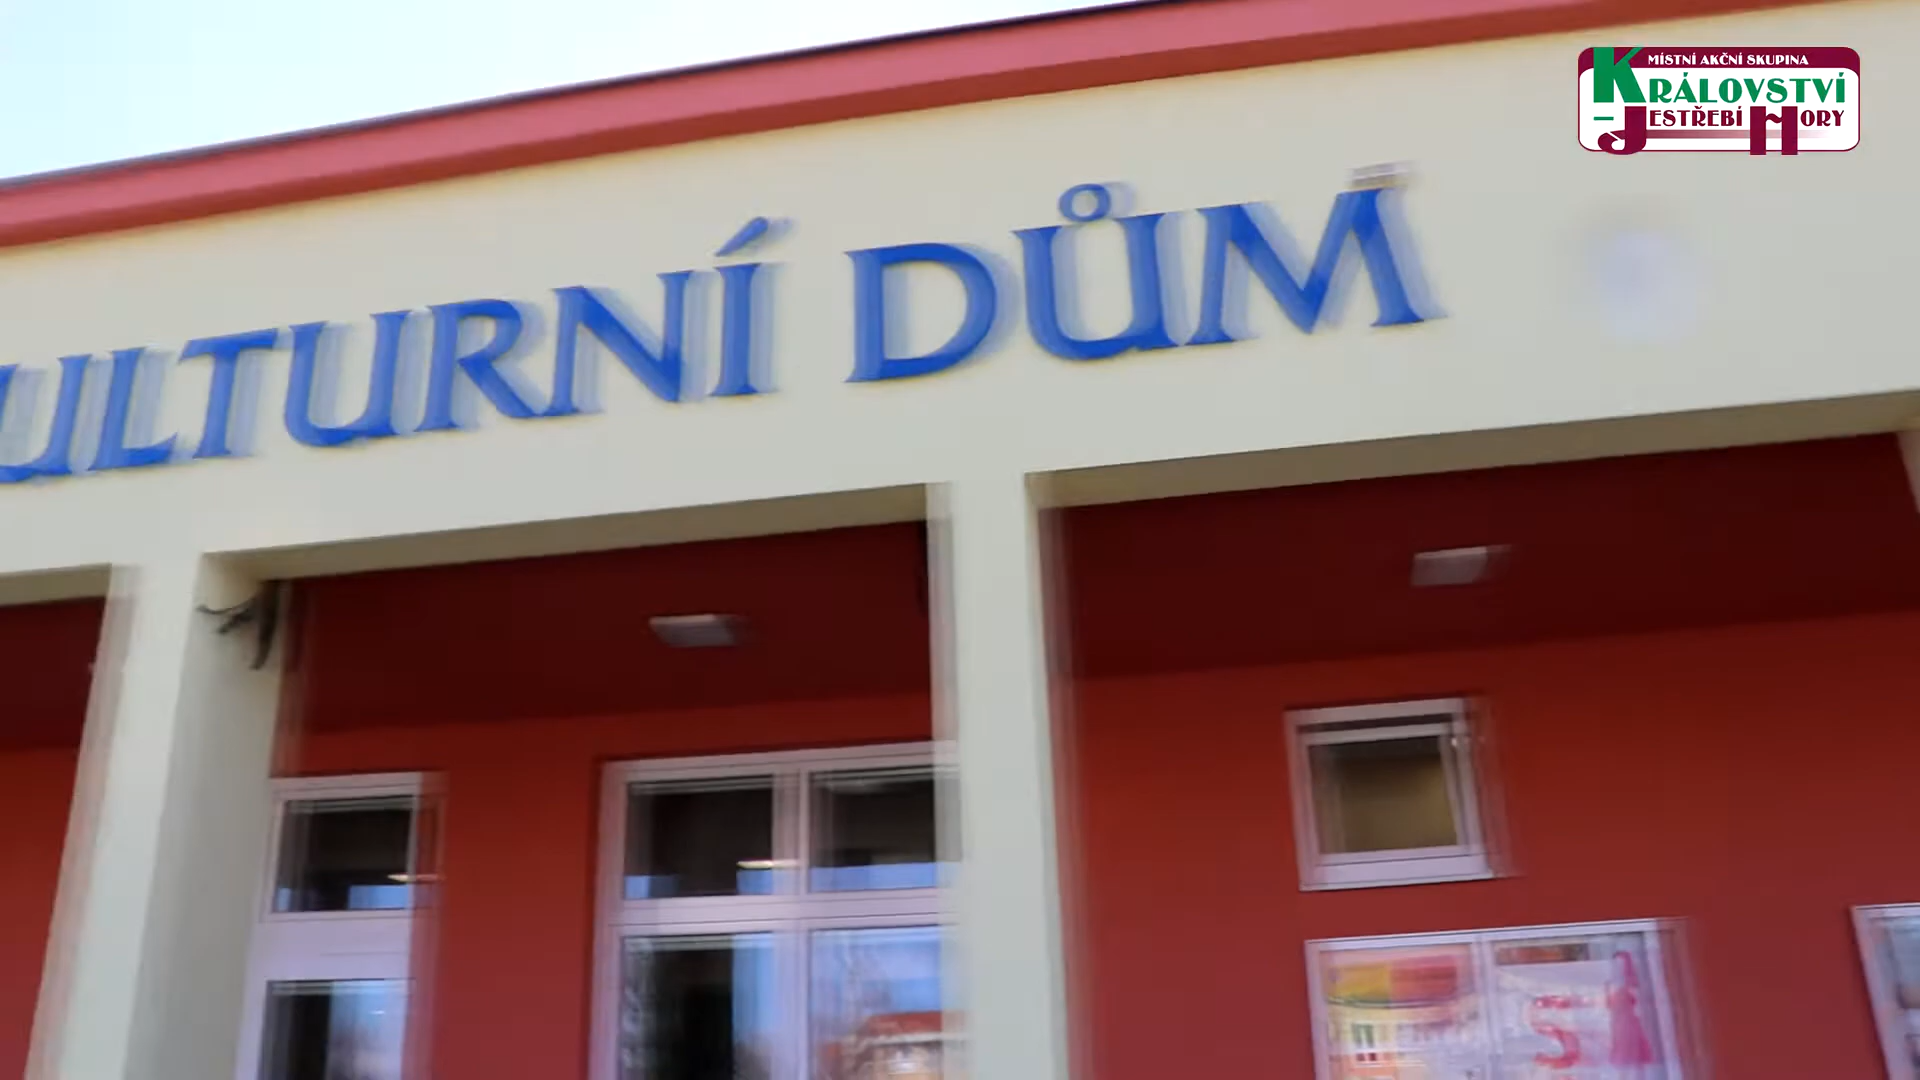 MÍSTNÍ AKČNÍ SKUPINA
KRÁLOVSTVÍ
–JESTŘEBÍ HORY
ULTURNÍ DŮM